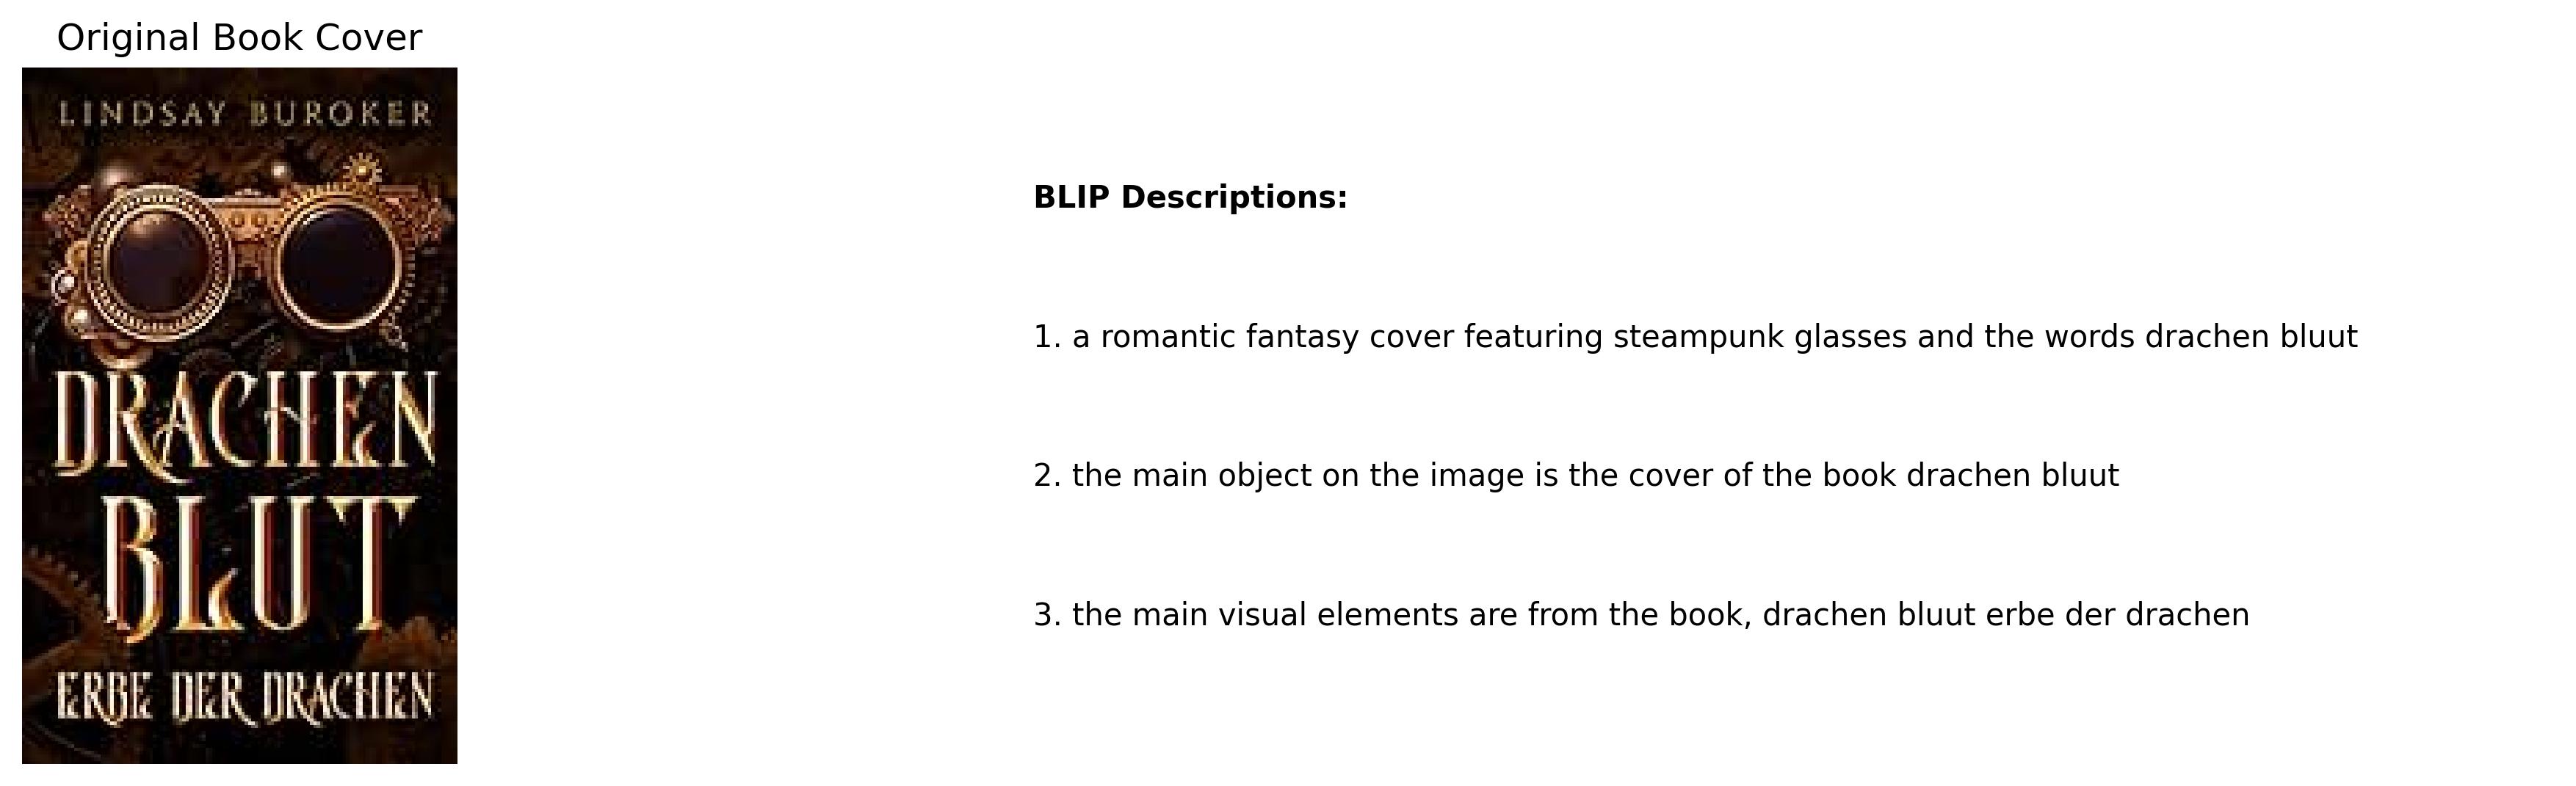 Original Book Cover
LINDSAY BUROKER
DRACHEN
BLUT
ERBE DER DRACHEN
BLIP Descriptions:
1. a romantic fantasy cover featuring steampunk glasses and the words drachen bluut
2. the main object on the image is the cover of the book drachen bluut
3. the main visual elements are from the book, drachen bluut erbe der drachen